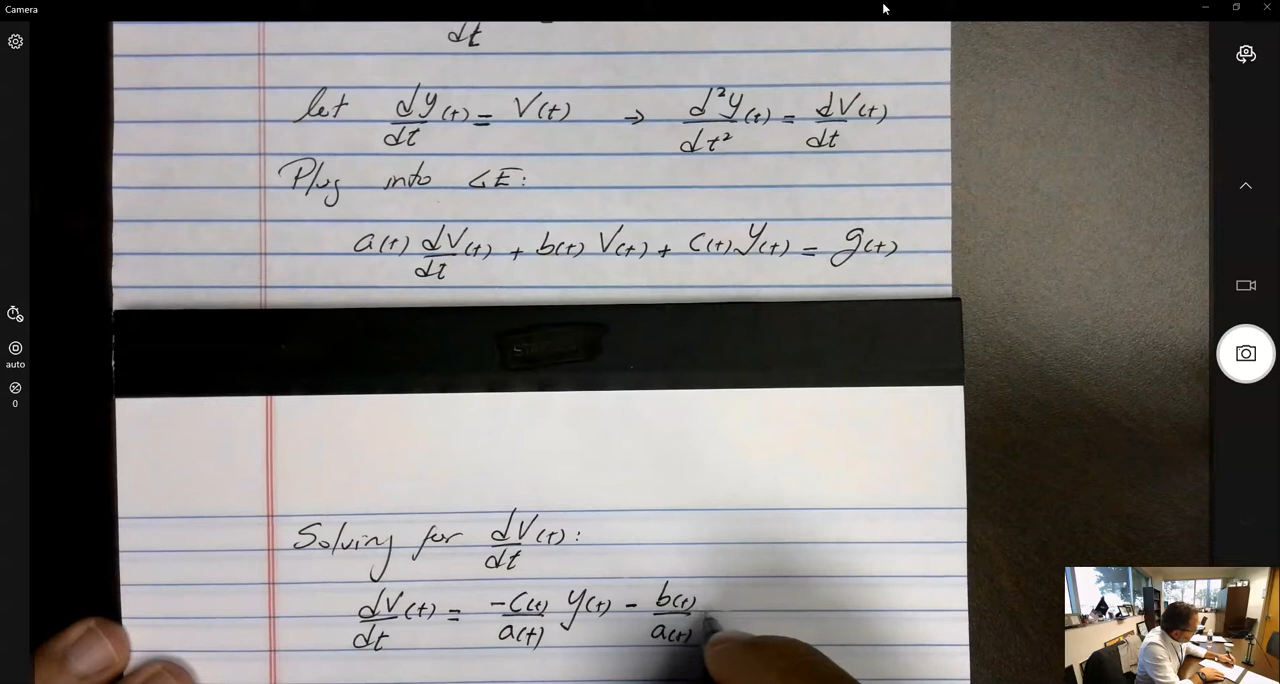 Camera
dt
let dy/dt (t) = V(t) → d²y/dt² (t) = dV/dt (t)
Plug into GE:
a(t) dV/dt (t) + b(t) V(t) + c(t) y(t) = g(t)
Solving for dV/dt (t):
dV/dt (t) = -c(t)/a(t) y(t) - b(t)/a(t)
auto
0